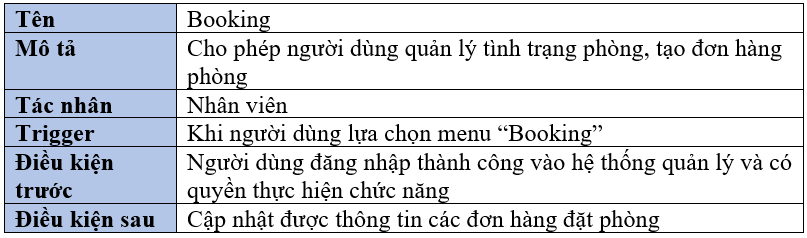 Tên Booking
Mô tả Cho phép người dùng quản lý tình trạng phòng, tạo đơn hàng
phòng
Tác nhân Nhân viên
Trigger Khi người dùng lựa chọn menu “Booking”
Điều kiện Người dùng đăng nhập thành công vào hệ thống quản lý và có
trước quyền thực hiện chức năng
Điều kiện sau Cập nhật được thông tin các đơn hàng đặt phòng